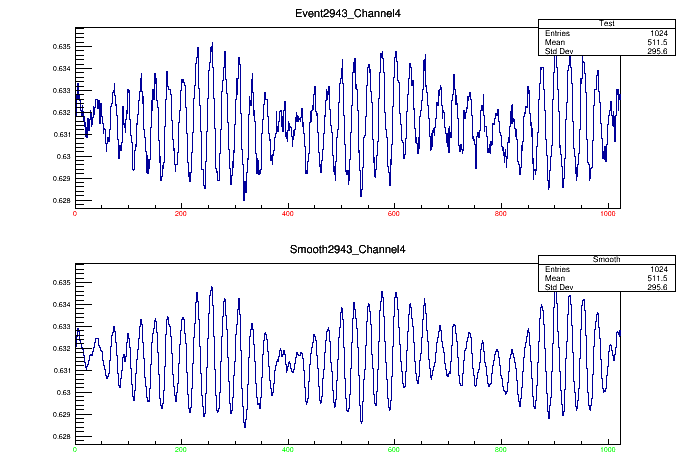 Event2943_Channel4
Test
Entries 1024
Mean 511.5
Std Dev 295.6
0.635
0.634
0.633
0.632
0.631
0.63
0.629
0.628
0 200 400 600 800 1000
Smooth2943_Channel4
Smooth
Entries 1024
Mean 511.5
Std Dev 295.6
0.635
0.634
0.633
0.632
0.631
0.63
0.629
0.628
0 200 400 600 800 1000